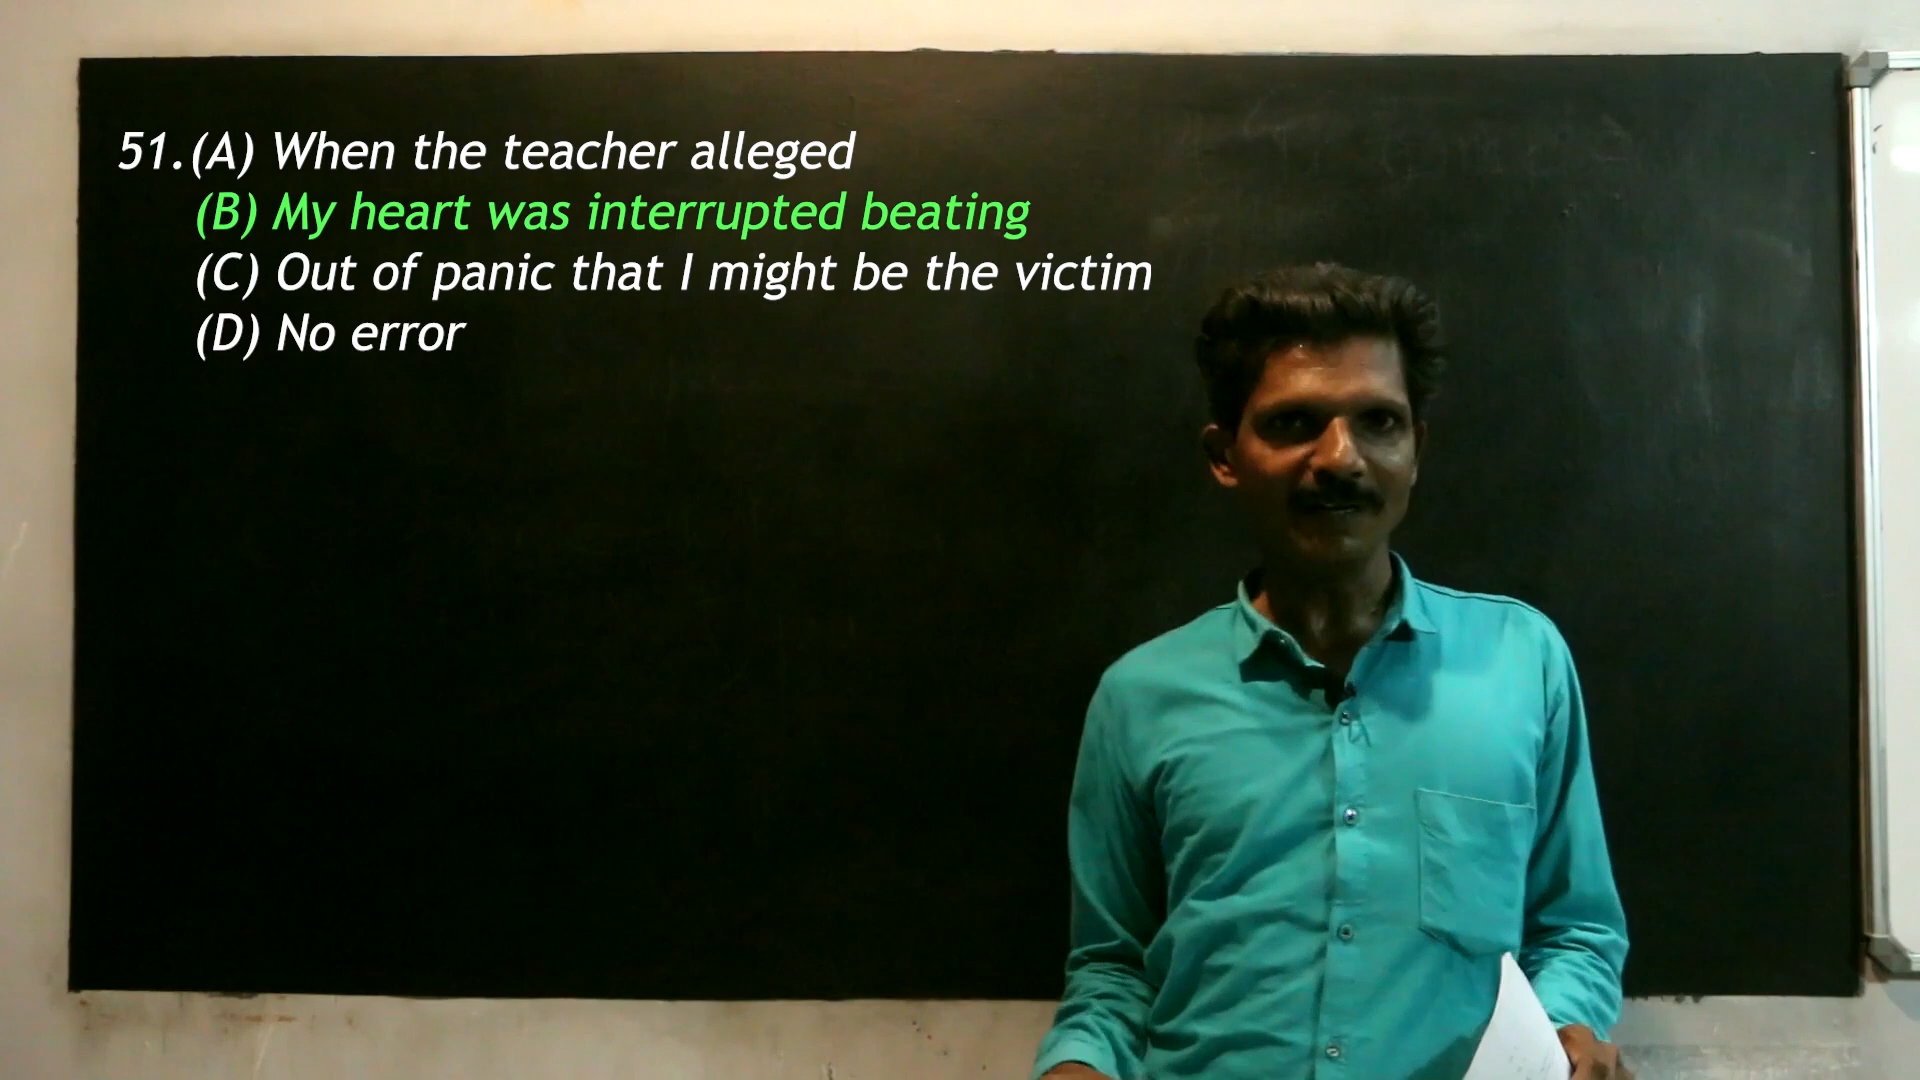 51.(A) When the teacher alleged
(B) My heart was interrupted beating
(C) Out of panic that I might be the victim
(D) No error